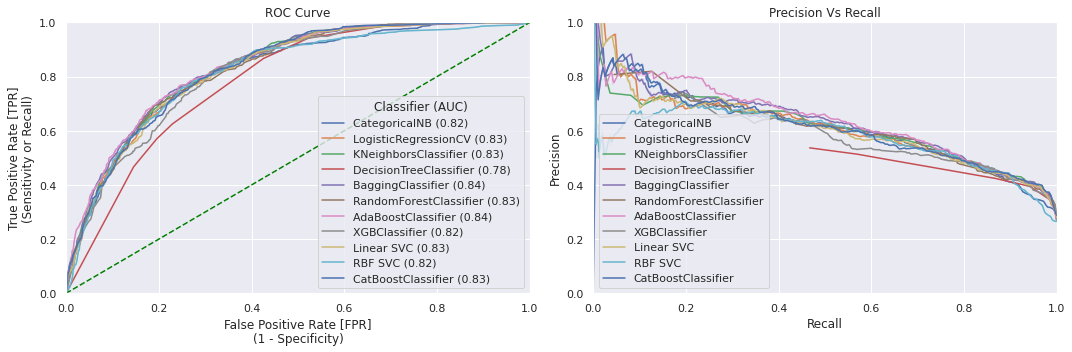 ROC Curve
True Positive Rate [TPR]
(Sensitivity or Recall)
1.0
0.8
0.6
0.4
0.2
0.0
Classifier (AUC)
CategoricalNB (0.82)
LogisticRegressionCV (0.83)
KNeighborsClassifier (0.83)
DecisionTreeClassifier (0.78)
BaggingClassifier (0.84)
RandomForestClassifier (0.83)
AdaBoostClassifier (0.84)
XGBClassifier (0.82)
Linear SVC (0.83)
RBF SVC (0.82)
CatBoostClassifier (0.83)
0.0 0.2 0.4 0.6 0.8 1.0
False Positive Rate [FPR]
(1 - Specificity)
Precision Vs Recall
Precision
1.0
0.8
0.6
0.4
0.2
0.0
CategoricalNB
LogisticRegressionCV
KNeighborsClassifier
DecisionTreeClassifier
BaggingClassifier
RandomForestClassifier
AdaBoostClassifier
XGBClassifier
Linear SVC
RBF SVC
CatBoostClassifier
0.0 0.2 0.4 0.6 0.8 1.0
Recall